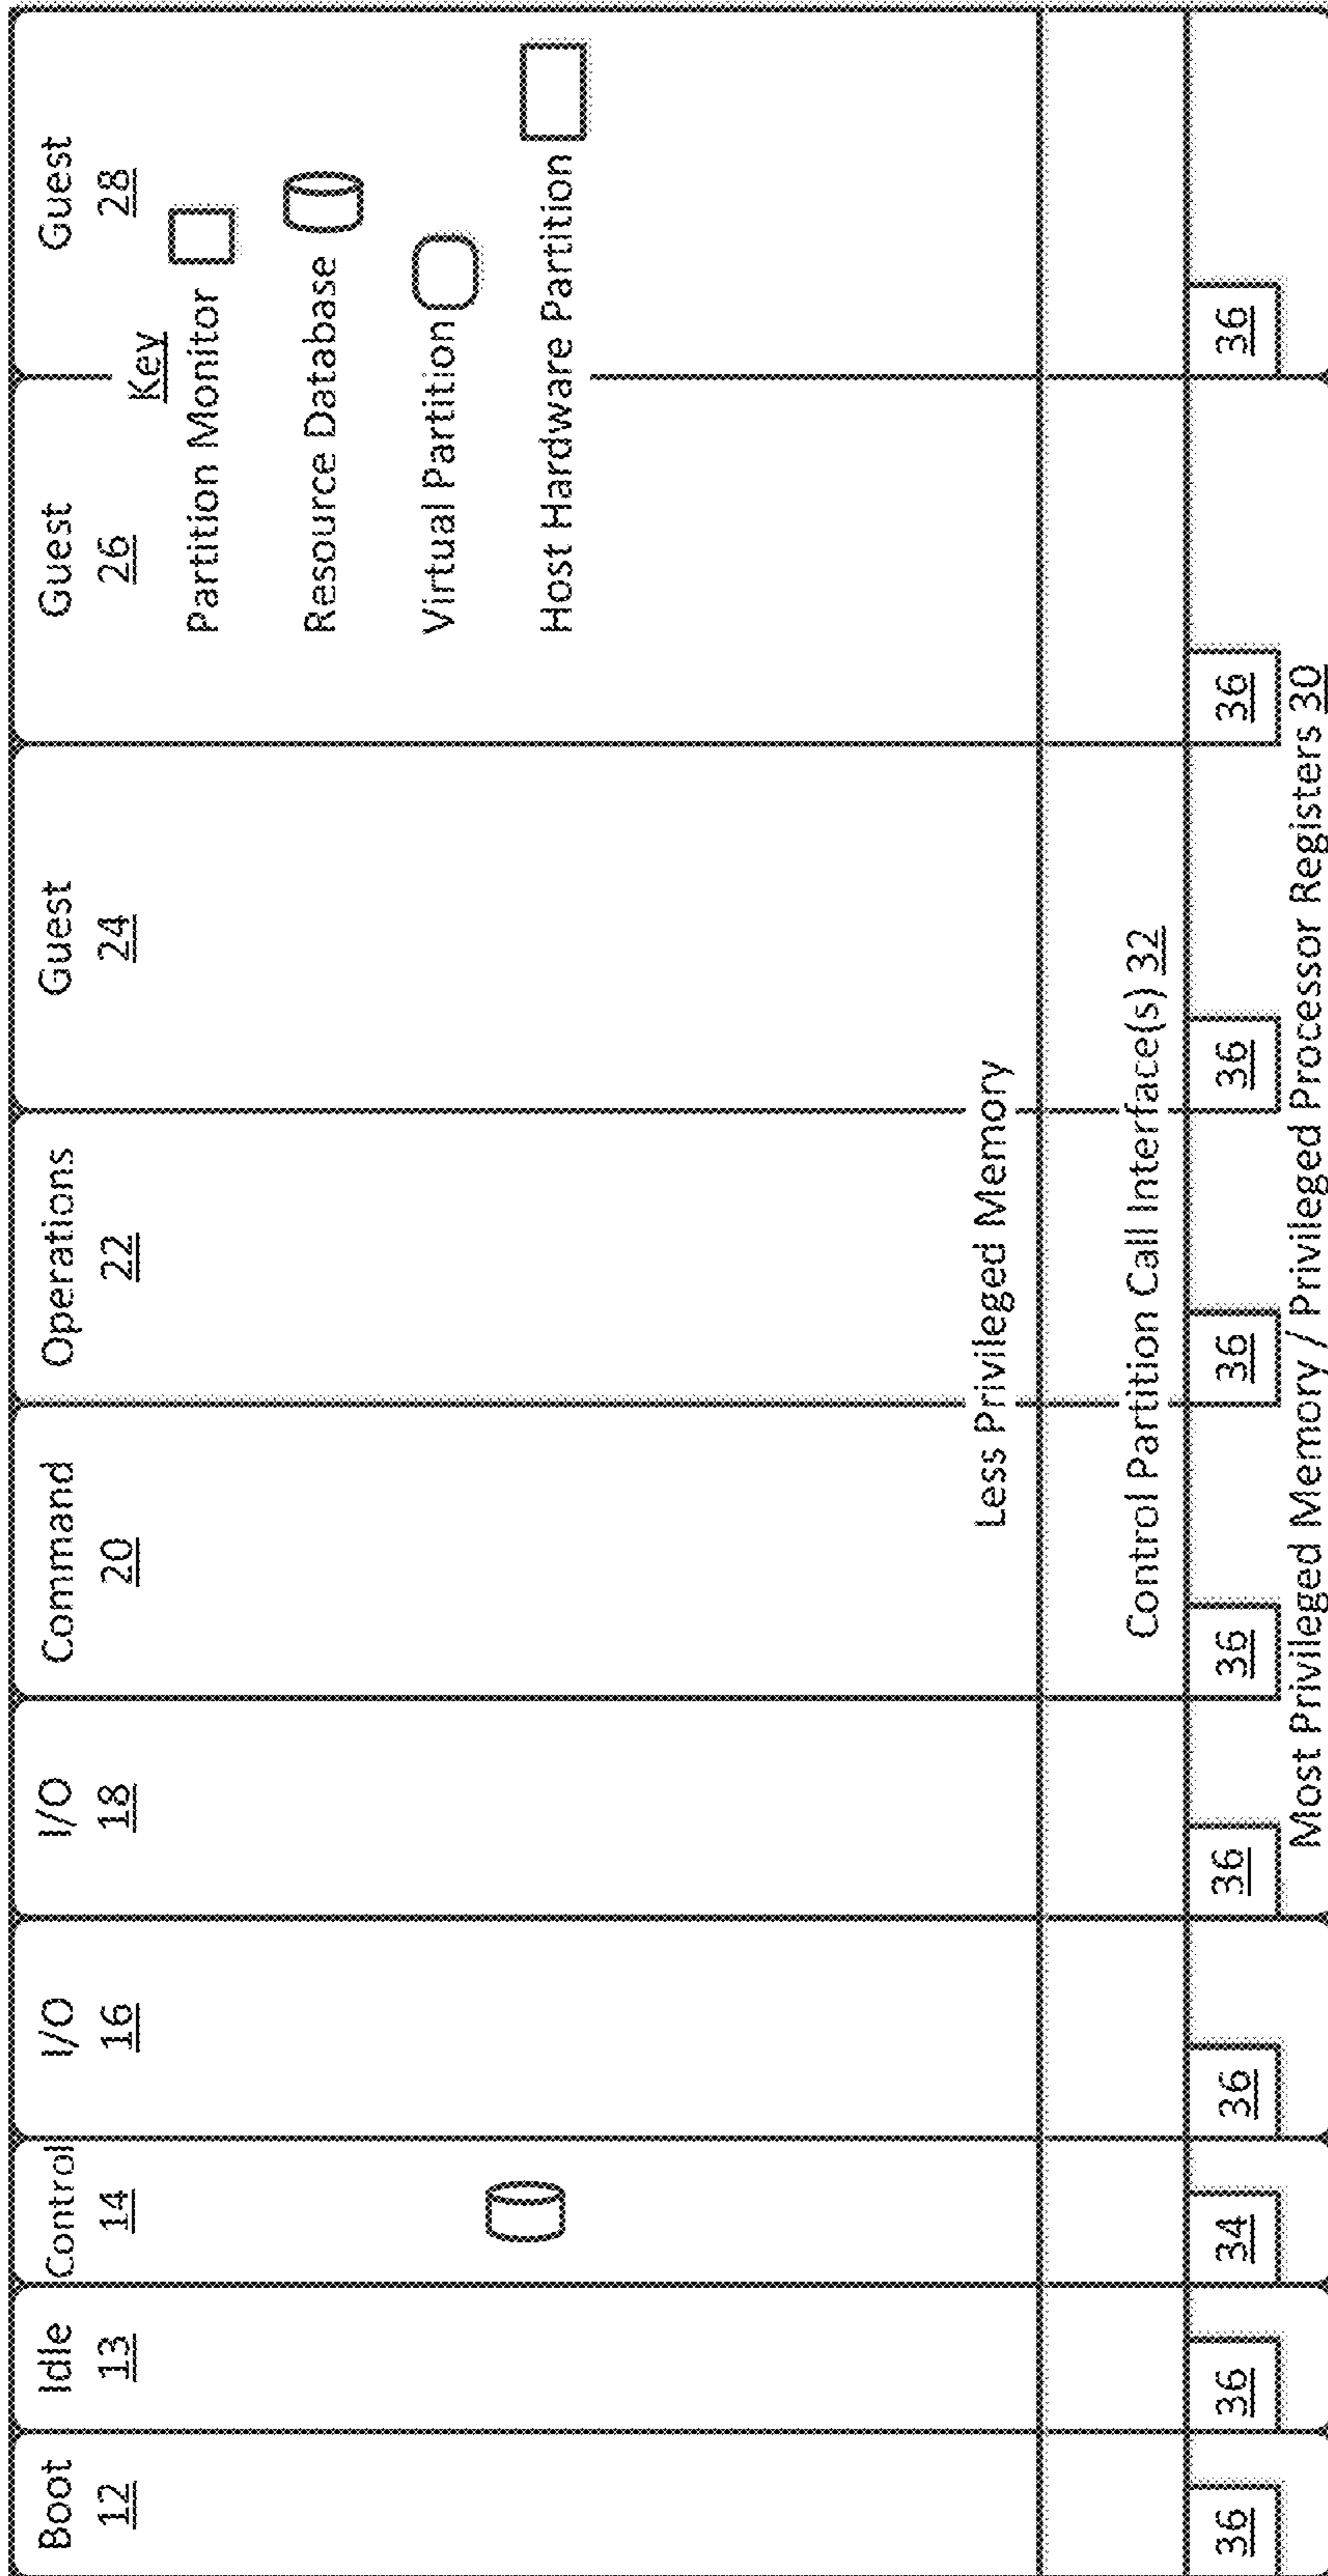 Boot
12
Idle
13
Control
14
I/O
16
I/O
18
Command
20
Operations
22
Guest
24
Guest
26
Guest
28
Key
Partition Monitor
Resource Database
Virtual Partition
Host Hardware Partition
Less Privileged Memory
Control Partition Call Interface(s) 32
36
36
34
36
36
36
36
36
36
36
Most Privileged Memory / Privileged Processor Registers 30